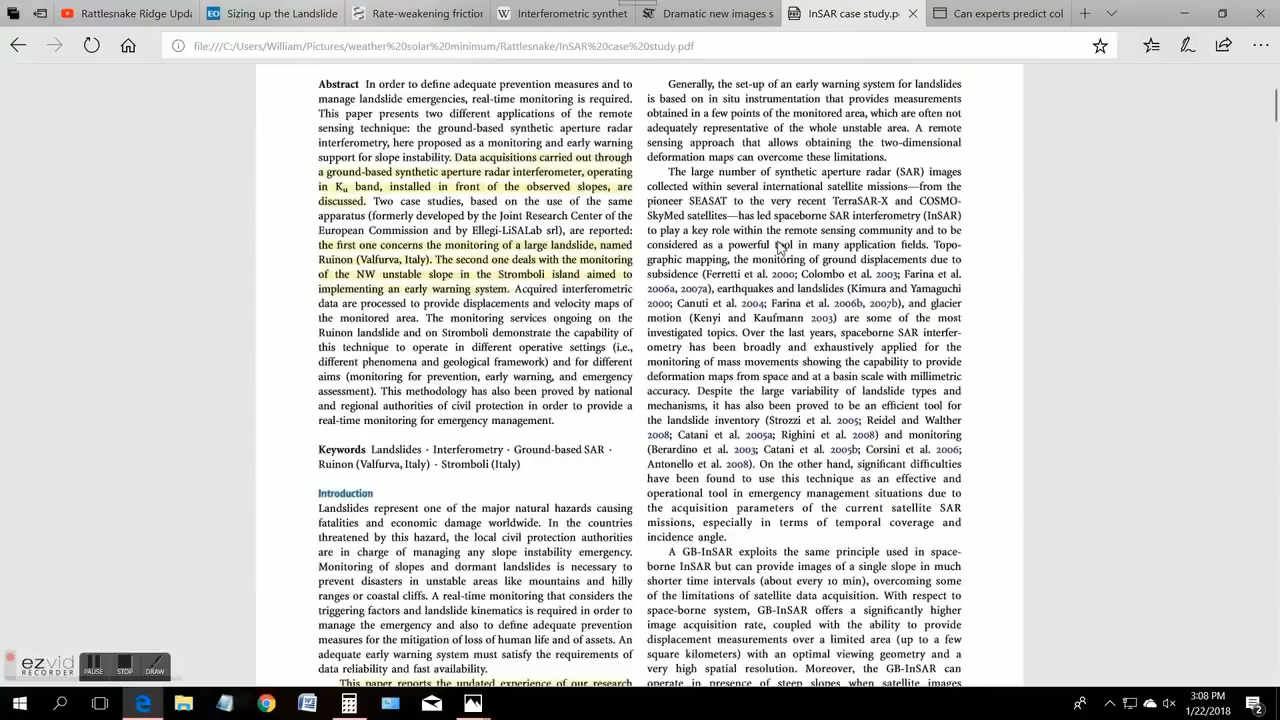 Rattlesnake Ridge Upda
Sizing up the Landslide
Rate-weakening friction
Interferometric synthet
Dramatic new images s
InSAR case study.p
Can experts predict col
file:///C:/Users/William/Pictures/weather%20solar%20minimum/Rattlesnake/InSAR%20case%20study.pdf
Abstract In order to define adequate prevention measures and to
manage landslide emergencies, real-time monitoring is required.
This paper presents two different applications of the remote
sensing technique: the ground-based synthetic aperture radar
interferometry, here proposed as a monitoring and early warning
support for slope instability. Data acquisitions carried out through
a ground-based synthetic aperture radar interferometer, operating
in Ku band, installed in front of the observed slopes, are
discussed. Two case studies, based on the use of the same
apparatus (formerly developed by the Joint Research Center of the
European Commission and by Ellegi-LiSALab srl), are reported:
the first one concerns the monitoring of a large landslide, named
Ruinon (Valfurva, Italy). The second one deals with the monitoring
of the NW unstable slope in the Stromboli island aimed to
implementing an early warning system. Acquired interferometric
data are processed to provide displacements and velocity maps of
the monitored area. The monitoring services ongoing on the
Ruinon landslide and on Stromboli demonstrate the capability of
this technique to operate in different operative settings (i.e.,
different phenomena and geological framework) and for different
aims (monitoring for prevention, early warning, and emergency
assessment). This methodology has also been proved by national
and regional authorities of civil protection in order to provide a
real-time monitoring for emergency management.
Keywords Landslides · Interferometry · Ground-based SAR ·
Ruinon (Valfurva, Italy) · Stromboli (Italy)
Introduction
Landslides represent one of the major natural hazards causing
fatalities and economic damage worldwide. In the countries
threatened by this hazard, the local civil protection authorities
are in charge of managing any slope instability emergency.
Monitoring of slopes and dormant landslides is necessary to
prevent disasters in unstable areas like mountains and hilly
ranges or coastal cliffs. A real-time monitoring that considers the
triggering factors and landslide kinematics is required in order to
manage the emergency and also to define adequate prevention
measures for the mitigation of loss of human life and of assets. An
adequate early warning system must satisfy the requirements of
data reliability and fast availability.
This paper reports the updated experience of our research
Generally, the set-up of an early warning system for landslides
is based on in situ instrumentation that provides measurements
obtained in a few points of the monitored area, which are often not
adequately representative of the whole unstable area. A remote
sensing approach that allows obtaining the two-dimensional
deformation maps can overcome these limitations.
The large number of synthetic aperture radar (SAR) images
collected within several international satellite missions—from the
pioneer SEASAT to the very recent TerraSAR-X and COSMO-
SkyMed satellites—has led spaceborne SAR interferometry (InSAR)
to play a key role within the remote sensing community and to be
considered as a powerful tool in many application fields. Topo-
graphic mapping, the monitoring of ground displacements due to
subsidence (Ferretti et al. 2000; Colombo et al. 2003; Farina et al.
2006a, 2007a), earthquakes and landslides (Kimura and Yamaguchi
2000; Canuti et al. 2004; Farina et al. 2006b, 2007b), and glacier
motion (Kenyi and Kaufmann 2003) are some of the most
investigated topics. Over the last years, spaceborne SAR interfer-
ometry has been broadly and exhaustively applied for the
monitoring of mass movements showing the capability to provide
deformation maps from space and at a basin scale with millimetric
accuracy. Despite the large variability of landslide types and
mechanisms, it has also been proved to be an efficient tool for
the landslide inventory (Strozzi et al. 2005; Reidel and Walther
2008; Catani et al. 2005a; Righini et al. 2008) and monitoring
(Berardino et al. 2003; Catani et al. 2005b; Corsini et al. 2006;
Antonello et al. 2008). On the other hand, significant difficulties
have been found to use this technique as an effective and
operational tool in emergency management situations due to
the acquisition parameters of the current satellite SAR
missions, especially in terms of temporal coverage and
incidence angle.
A GB-InSAR exploits the same principle used in space-
borne InSAR but can provide images of a single slope in much
shorter time intervals (about every 10 min), overcoming some
of the limitations of satellite data acquisition. With respect to
space-borne system, GB-InSAR offers a significantly higher
image acquisition rate, coupled with the ability to provide
displacement measurements over a limited area (up to a few
square kilometers) with an optimal viewing geometry and a
very high spatial resolution. Moreover, the GB-InSAR can
operate in presence of steep slopes when satellite images
ezvid
RECORDER
PAUSE
STOP
DRAW
3:08 PM
1/22/2018
2